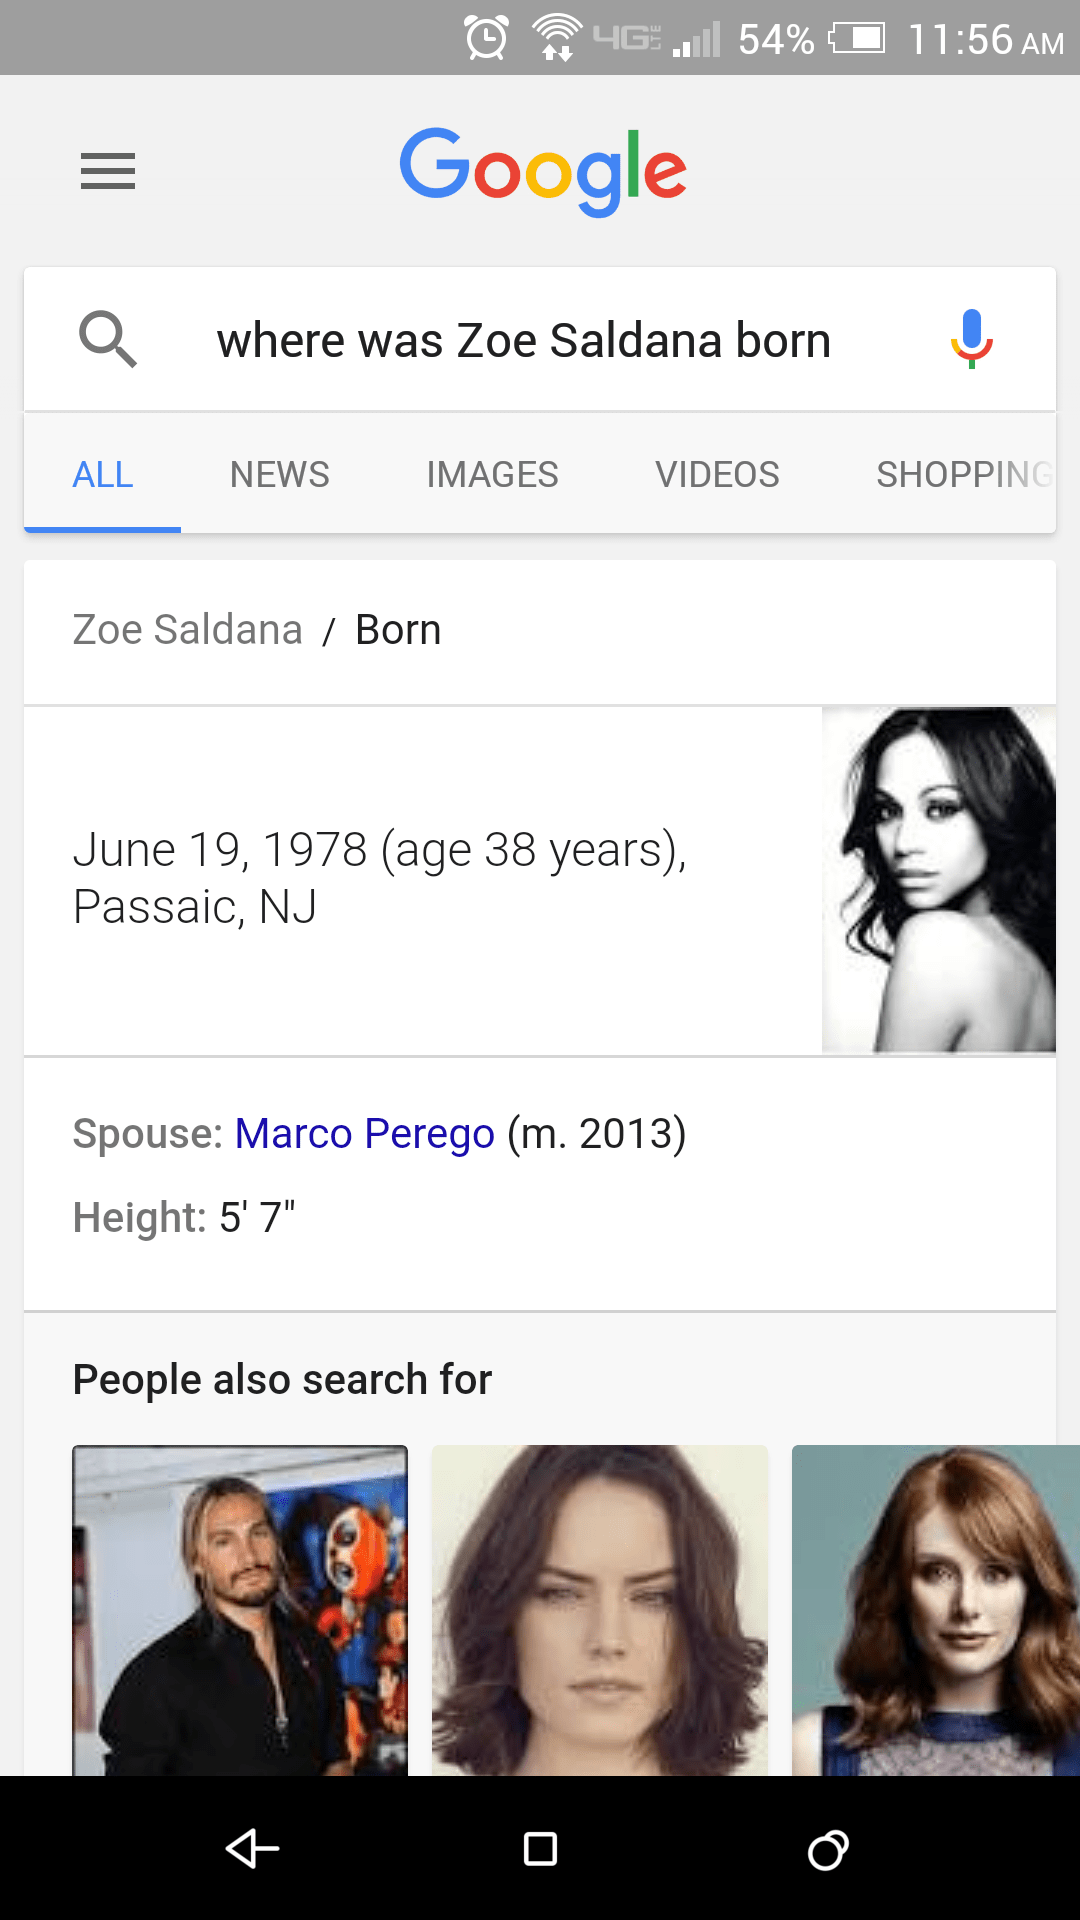 4G LTE 54% 11:56 AM
Google
where was Zoe Saldana born
ALL NEWS IMAGES VIDEOS SHOPPING
Zoe Saldana / Born
June 19, 1978 (age 38 years),
Passaic, NJ
Spouse: Marco Perego (m. 2013)
Height: 5' 7"
People also search for